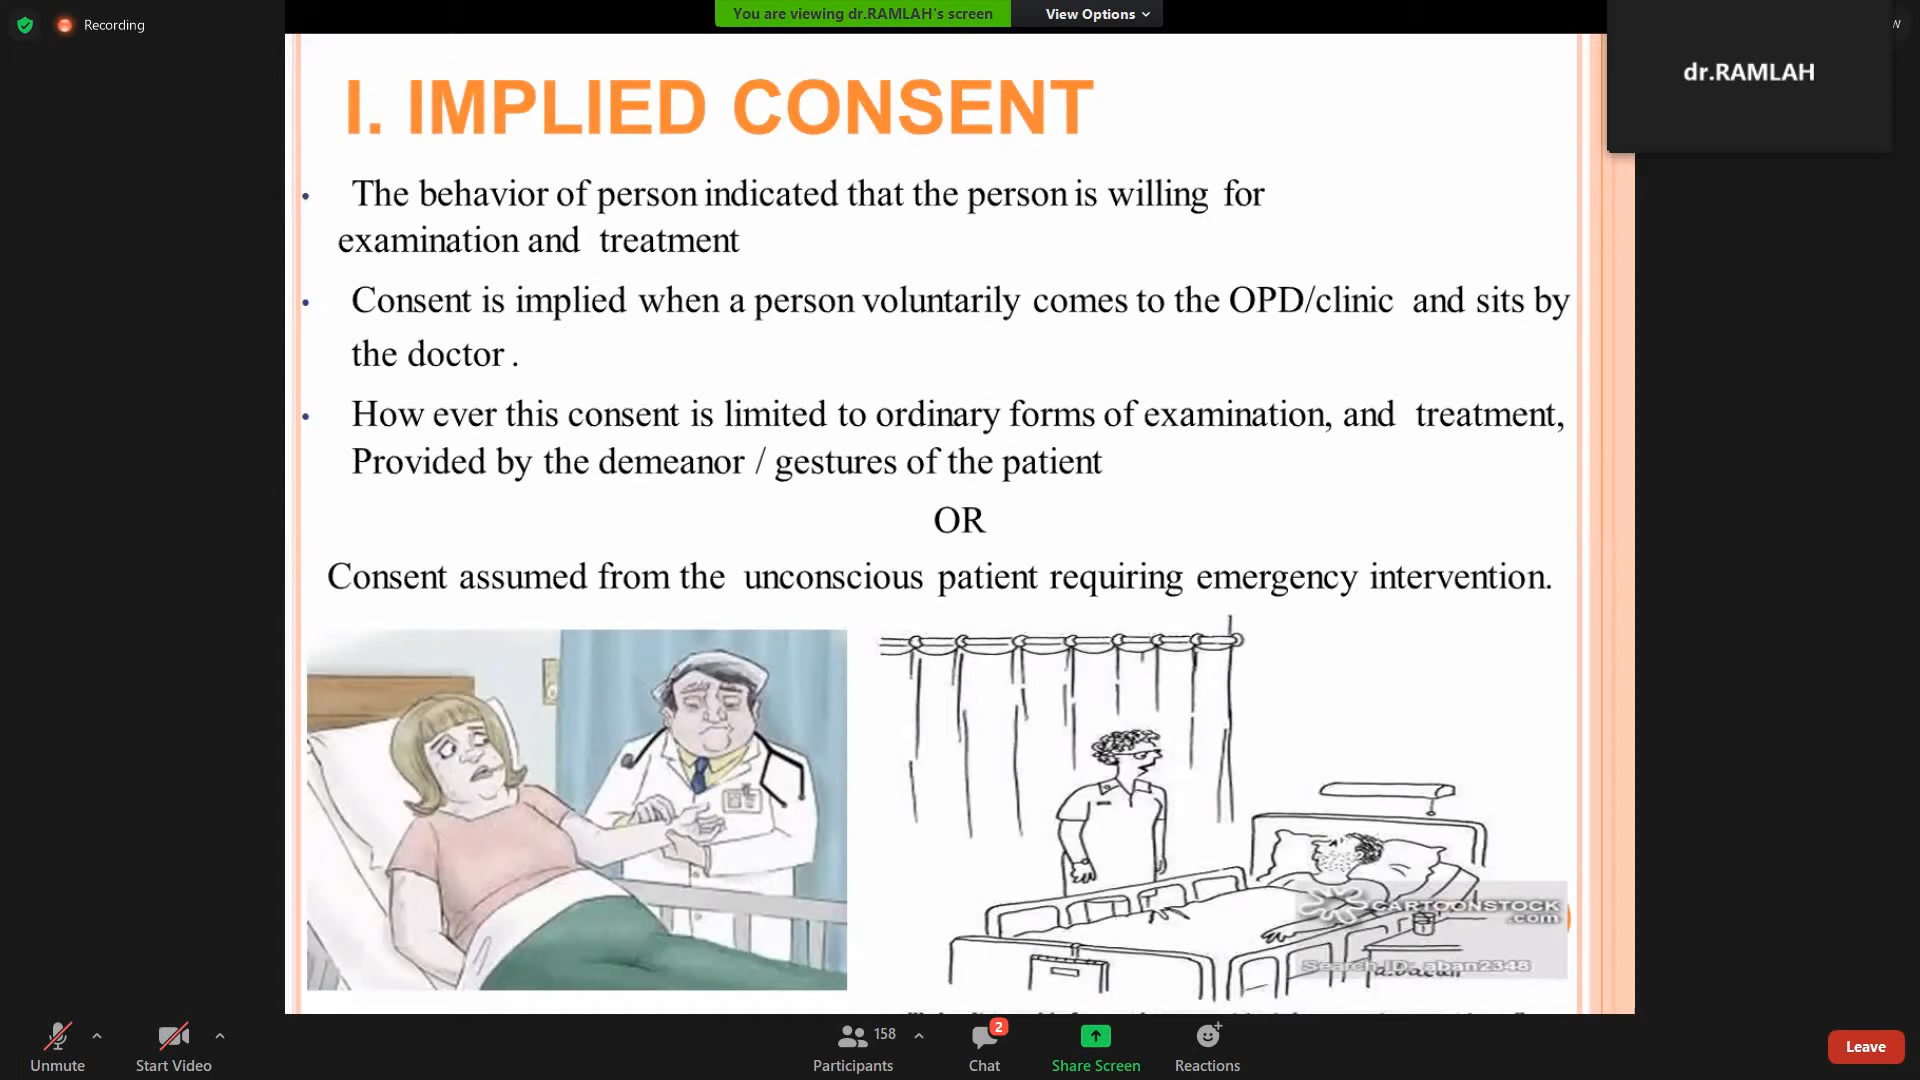 Recording
You are viewing dr.RAMLAH's screen
View Options
dr.RAMLAH
I. IMPLIED CONSENT
• The behavior of person indicated that the person is willing for
examination and treatment
• Consent is implied when a person voluntarily comes to the OPD/clinic and sits by
the doctor .
• How ever this consent is limited to ordinary forms of examination, and treatment,
Provided by the demeanor / gestures of the patient
OR
Consent assumed from the unconscious patient requiring emergency intervention.
CARTOONSTOCK
.com
Search ID: aban2348
Unmute
Start Video
158
Participants
2
Chat
Share Screen
Reactions
Leave